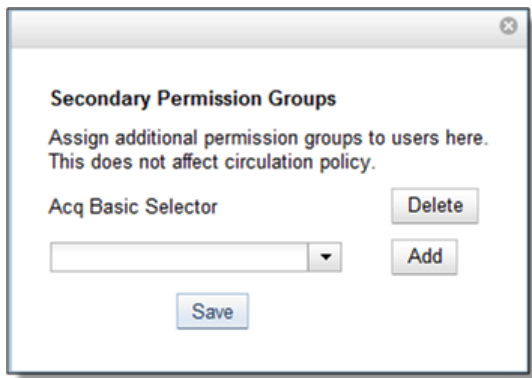 Secondary Permission Groups
Assign additional permission groups to users here.
This does not affect circulation policy.
Acq Basic Selector
Delete
Add
Save